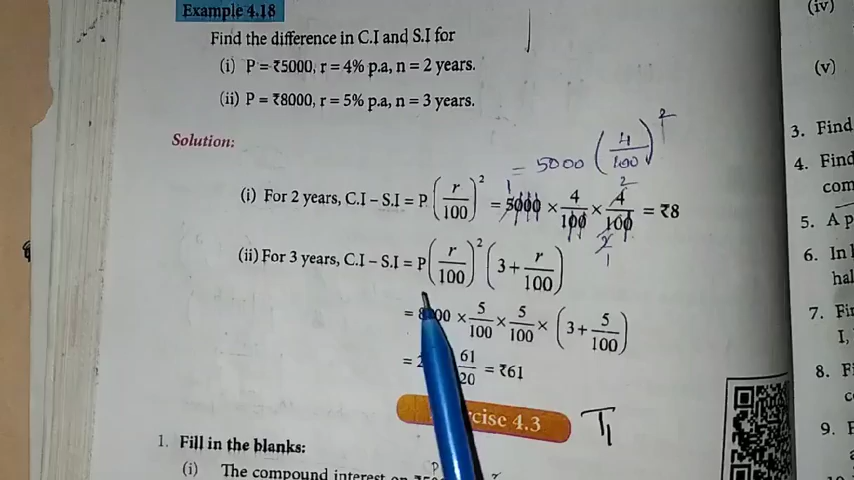 Example 4.18
Find the difference in C.I and S.I for
(i) P = ₹5000, r = 4% p.a, n = 2 years.
(ii) P = ₹8000, r = 5% p.a, n = 3 years.
Solution:
= 5000 (4/100)²
(i) For 2 years, C.I – S.I = P (r/100)² = 5000 × 4/100 × 4/100 = ₹8
(ii) For 3 years, C.I – S.I = P (r/100)² (3 + r/100)
= 8000 × 5/100 × 5/100 × (3 + 5/100)
= 61/20 = ₹61
4.3
T1
1. Fill in the blanks:
(i) The compound interest on
(iv)
(v)
3. Find
4. Find
com
5. A p
6. In
hal
7.
I,
8.
9.